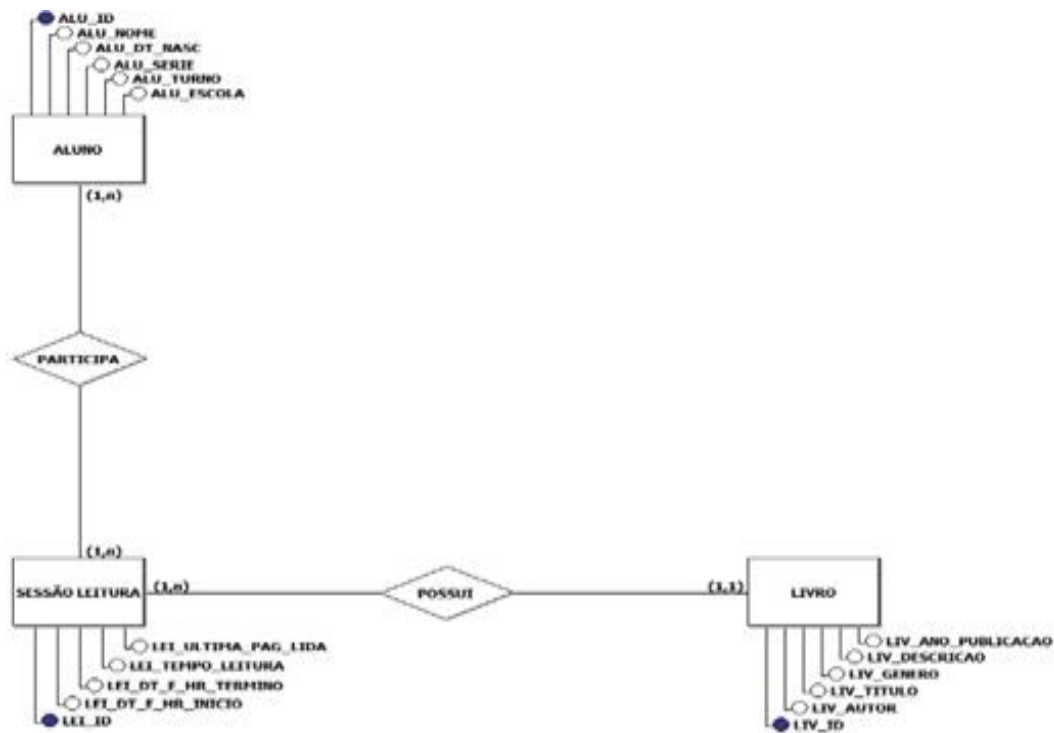 ALU_ID
ALU_NOME
ALU_DT_NASC
ALU_SERIE
ALU_TURNO
ALU_ESCOLA
ALUNO
(1,n)
PARTICIPA
(1,n)
SESSÃO LEITURA
(1,n)
POSSUI
(1,1)
LIVRO
LEI_ULTIMA_PAG_LIDA
LEI_TEMPO_LEITURA
LEI_DT_E_HR_TERMINO
LEI_DT_E_HR_INICIO
LEI_ID
LIV_ANO_PUBLICACAO
LIV_DESCRICAO
LIV_GENERO
LIV_TITULO
LIV_AUTOR
LIV_ID